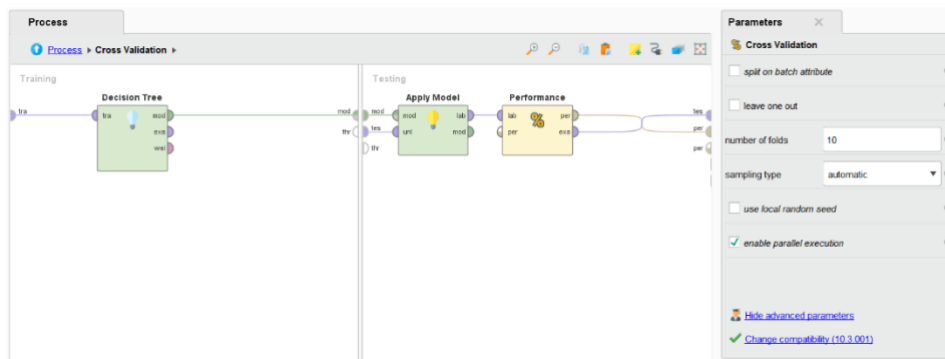 Process
Process ▸ Cross Validation ▸
Training
Decision Tree
tra
tra
mod
exa
wei
mod
thr
Testing
Apply Model
mod
tes
thr
mod
unl
lab
mod
Performance
lab
per
per
exa
tes
per
per
Parameters
Cross Validation
split on batch attribute
leave one out
number of folds
10
sampling type
automatic
use local random seed
enable parallel execution
Hide advanced parameters
Change compatibility (10.3.001)